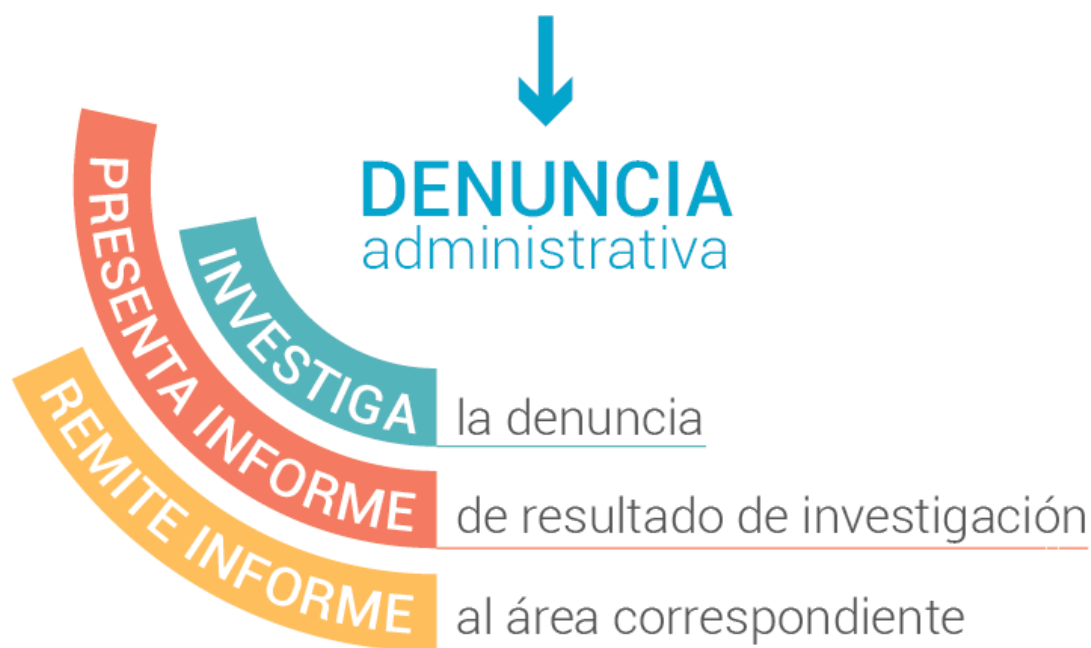 DENUNCIA
administrativa
INVESTIGA la denuncia
PRESENTA INFORME de resultado de investigación
REMITE INFORME al área correspondiente